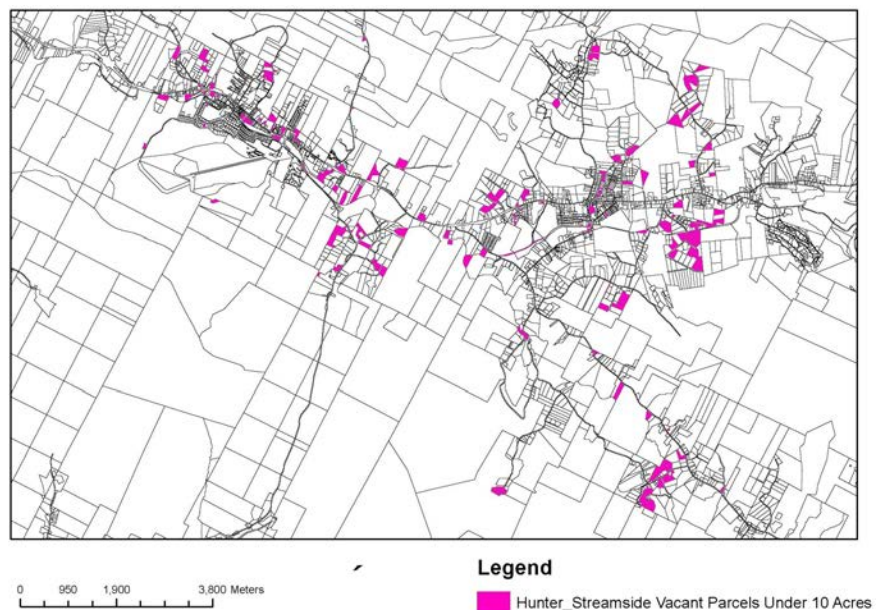 Legend
0 950 1,900 3,800 Meters
Hunter_Streamside Vacant Parcels Under 10 Acres